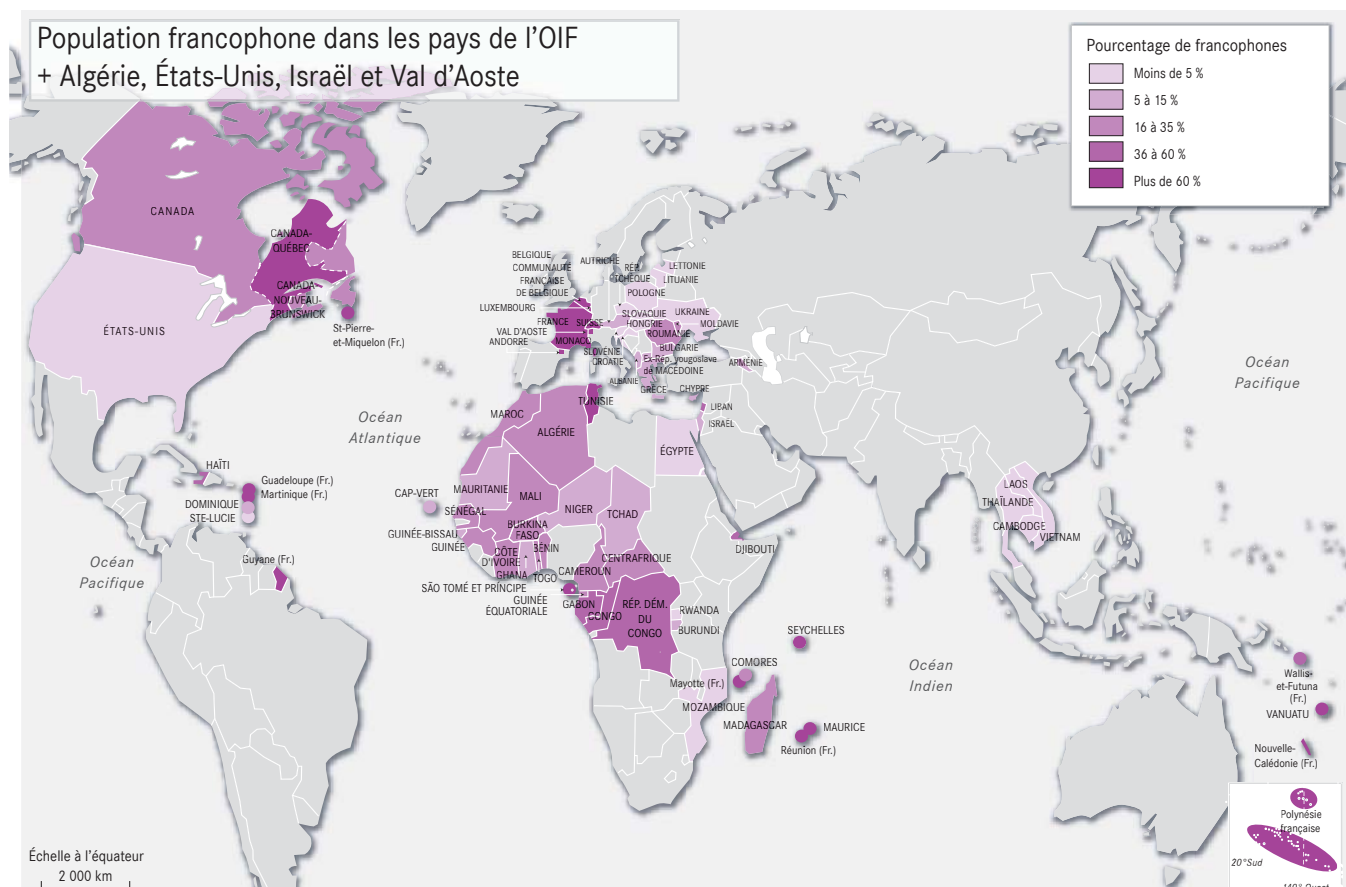 Population francophone dans les pays de l'OIF
+ Algérie, États-Unis, Israël et Val d'Aoste
Pourcentage de francophones
Moins de 5 %
5 à 15 %
16 à 35 %
36 à 60 %
Plus de 60 %
CANADA
CANADA-
QUÉBEC
CANADA-
NOUVEAU-
BRUNSWICK
St-Pierre-
et-Miquelon (Fr.)
ÉTATS-UNIS
BELGIQUE
COMMUNAUTÉ
FRANÇAISE
DE BELGIQUE
LUXEMBOURG
FRANCE
SUISSE
VAL D'AOSTE
ANDORRE
MONACO
AUTRICHE
RÉP.
TCHÈQUE
LETTONIE
LITUANIE
POLOGNE
SLOVAQUIE
UKRAINE
HONGRIE
MOLDAVIE
ROUMANIE
BULGARIE
SLOVÉNIE
CROATIE
Ex-Rép. yougoslave
de MACÉDOINE
ALBANIE
GRÈCE
CHYPRE
ARMÉNIE
LIBAN
ISRAËL
Océan
Atlantique
Océan
Pacifique
MAROC
ALGÉRIE
TUNISIE
ÉGYPTE
HAÏTI
Guadeloupe (Fr.)
Martinique (Fr.)
DOMINIQUE
STE-LUCIE
CAP-VERT
MAURITANIE
MALI
NIGER
TCHAD
SÉNÉGAL
BURKINA
FASO
GUINÉE-BISSAU
GUINÉE
CÔTE
D'IVOIRE
BÉNIN
GHANA
TOGO
CAMEROUN
CENTRAFRIQUE
DJIBOUTI
SÃO TOMÉ ET PRÍNCIPE
GUINÉE
ÉQUATORIALE
GABON
CONGO
RÉP. DÉM.
DU
CONGO
RWANDA
BURUNDI
LAOS
THAÏLANDE
CAMBODGE
VIETNAM
Océan
Pacifique
Guyane (Fr.)
SEYCHELLES
COMORES
Mayotte (Fr.)
MOZAMBIQUE
MADAGASCAR
MAURICE
Réunion (Fr.)
Océan
Indien
Wallis-
et-Futuna
(Fr.)
VANUATU
Nouvelle-
Calédonie (Fr.)
Polynésie
française
20°Sud
Échelle à l'équateur
2 000 km